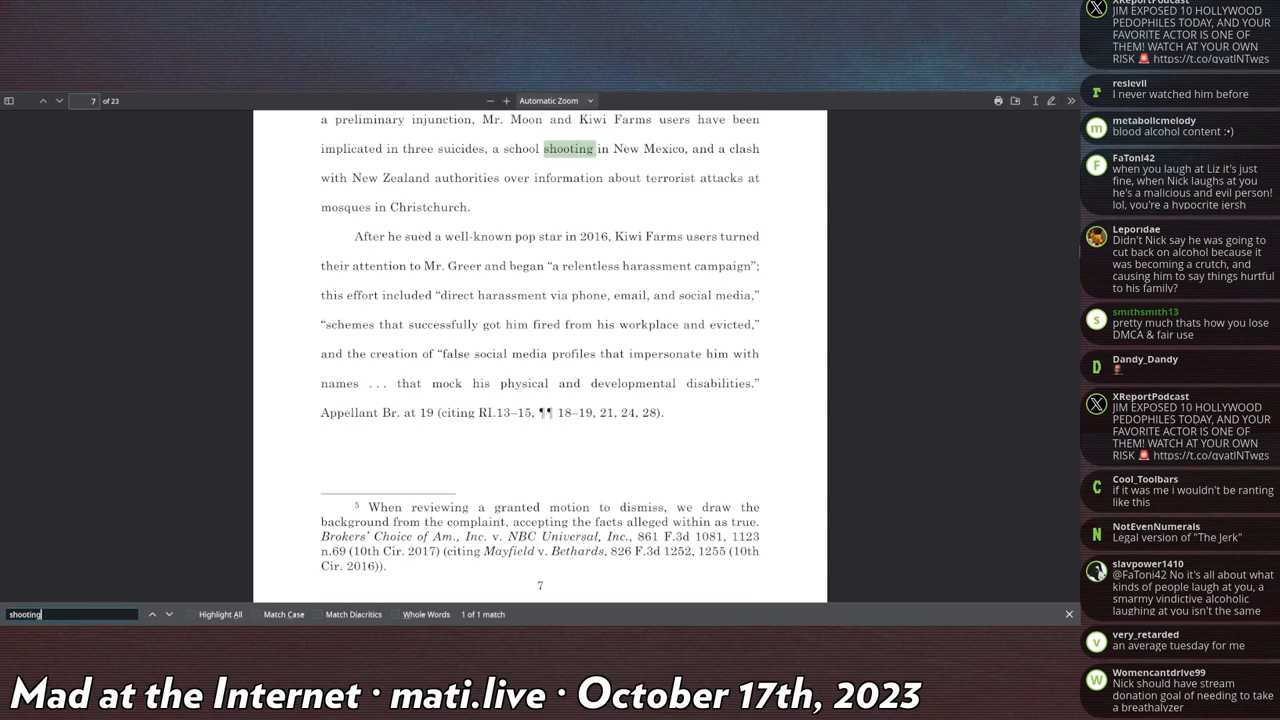 7
of 23
Automatic Zoom
a preliminary injunction, Mr. Moon and Kiwi Farms users have been
implicated in three suicides, a school shooting in New Mexico, and a clash
with New Zealand authorities over information about terrorist attacks at
mosques in Christchurch.
After he sued a well-known pop star in 2016, Kiwi Farms users turned
their attention to Mr. Greer and began “a relentless harassment campaign”;
this effort included “direct harassment via phone, email, and social media,”
“schemes that successfully got him fired from his workplace and evicted,”
and the creation of “false social media profiles that impersonate him with
names ... that mock his physical and developmental disabilities.”
Appellant Br. at 19 (citing RI.13–15, ¶¶ 18–19, 21, 24, 28).
5 When reviewing a granted motion to dismiss, we draw the
background from the complaint, accepting the facts alleged within as true.
Brokers’ Choice of Am., Inc. v. NBC Universal, Inc., 861 F.3d 1081, 1123
n.69 (10th Cir. 2017) (citing Mayfield v. Bethards, 826 F.3d 1252, 1255 (10th
Cir. 2016)).
7
shooting
Highlight All
Match Case
Match Diacritics
Whole Words
1 of 1 match
XReportPodcast
JIM EXPOSED 10 HOLLYWOOD
PEDOPHILES TODAY, AND YOUR
FAVORITE ACTOR IS ONE OF
THEM! WATCH AT YOUR OWN
RISK 🚨
reslevil
r
I never watched him before
metabolicmelody
m
blood alcohol content :•)
FaToni42
F
when you laugh at Liz it's just
fine, when Nick laughs at you
he's a malicious and evil person!
lol, you're a hypocrite jersh
Leporidae
Didn't Nick say he was going to
cut back on alcohol because it
was becoming a crutch, and
causing him to say things hurtful
to his family?
smithsmith13
s
pretty much thats how you lose
DMCA & fair use
Dandy_Dandy
D
XReportPodcast
JIM EXPOSED 10 HOLLYWOOD
PEDOPHILES TODAY, AND YOUR
FAVORITE ACTOR IS ONE OF
THEM! WATCH AT YOUR OWN
RISK 🚨
Cool_Toolbars
C
if it was me i wouldn't be ranting
like this
NotEvenNumerals
N
Legal version of "The Jerk"
slavpower1410
@FaToni42 No it's all about what
kinds of people laugh at you, a
smarmy vindictive alcoholic
laughing at you isn't the same
very_retarded
v
an average tuesday for me
Womencantdrive99
W
Nick should have stream
donation goal of needing to take
a breathalyzer
Mad at the Internet · mati.live · October 17th, 2023